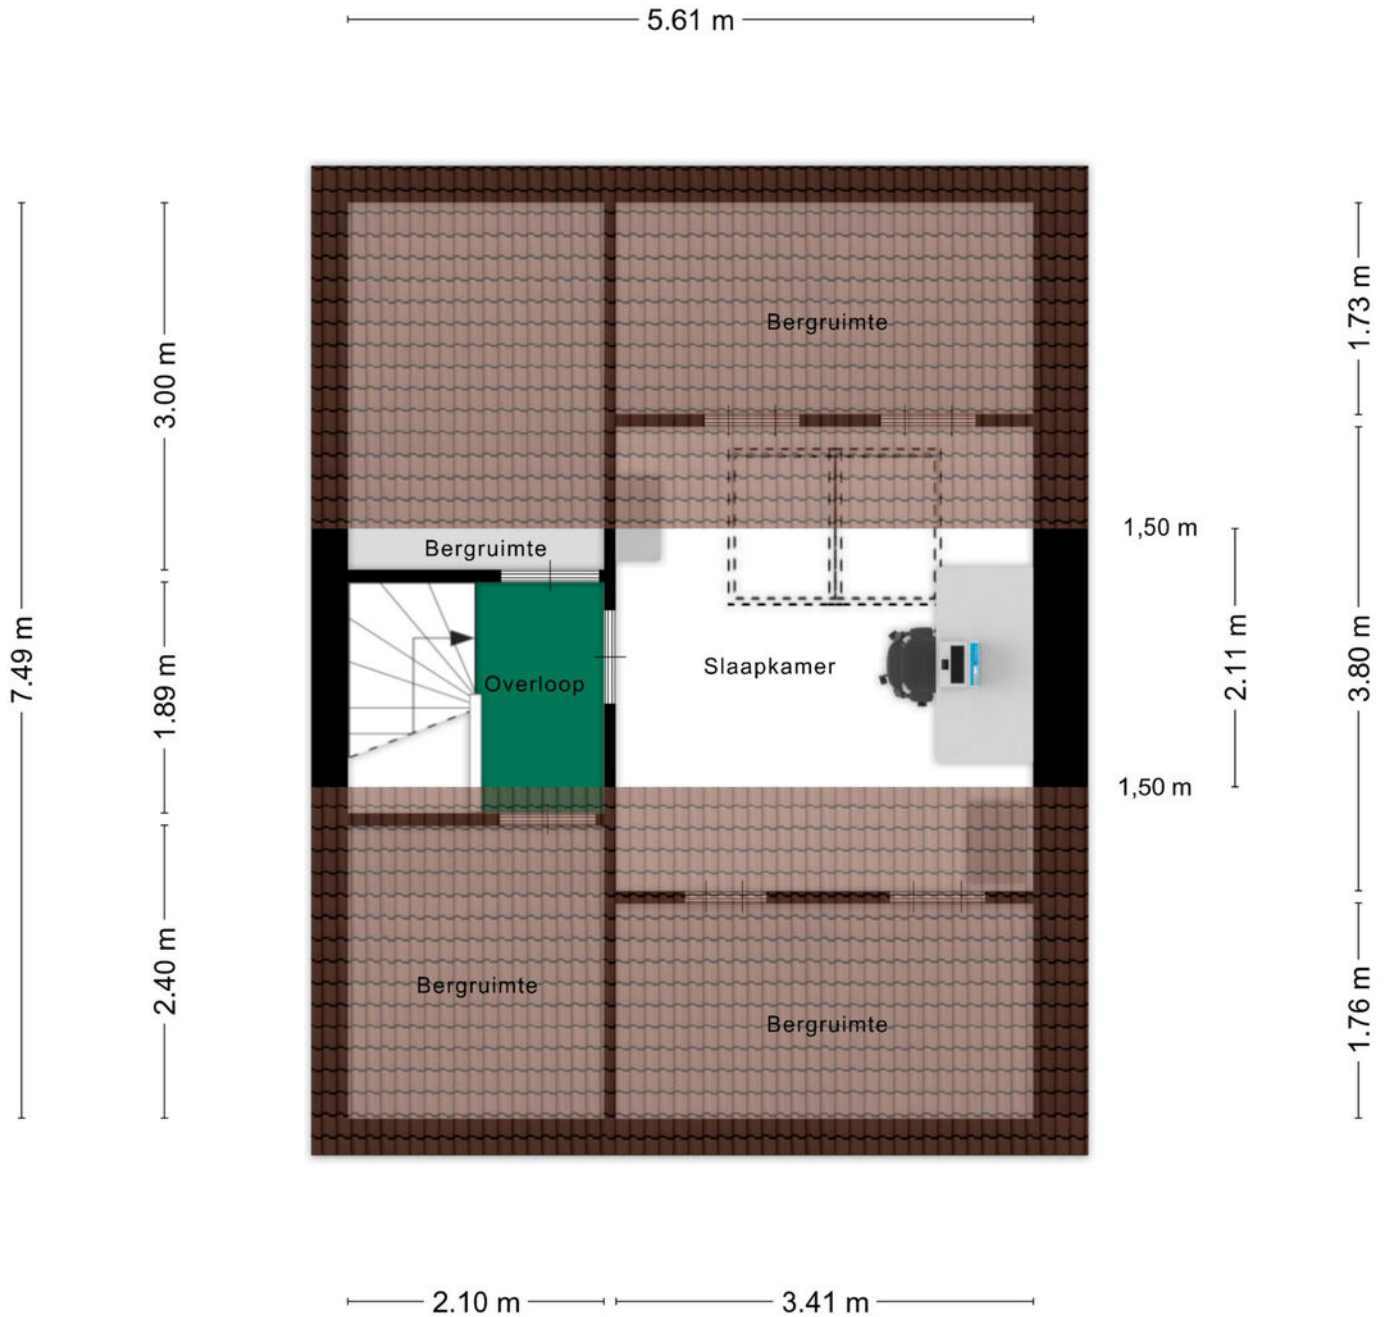 5.61 m
Bergruimte
1.73 m
3.00 m
1,50 m
Bergruimte
7.49 m
1.89 m
Overloop
Slaapkamer
2.11 m
3.80 m
1,50 m
2.40 m
Bergruimte
Bergruimte
1.76 m
2.10 m
3.41 m